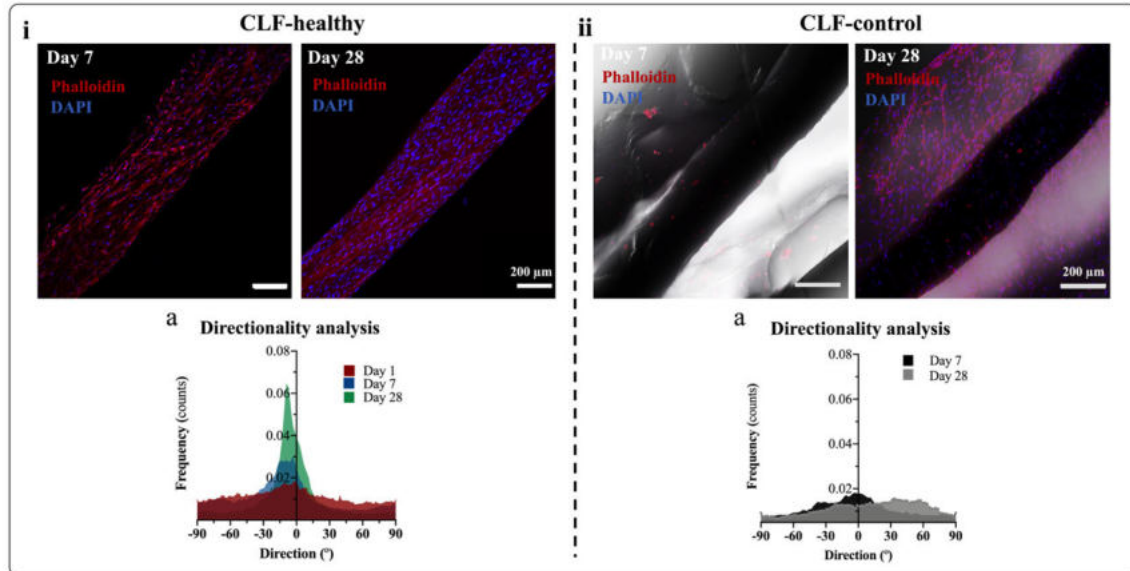 i
CLF-healthy
Day 7
Phalloidin
DAPI
Day 28
Phalloidin
DAPI
200 µm
a
Directionality analysis
0.08
0.06
0.04
0.02
Frequency (counts)
Day 1
Day 7
Day 28
-90 -60 -30 0 30 60 90
Direction (º)
ii
CLF-control
Day 7
Phalloidin
DAPI
Day 28
Phalloidin
DAPI
200 µm
a
Directionality analysis
0.08
0.06
0.04
0.02
Frequency (counts)
Day 7
Day 28
-90 -60 -30 0 30 60 90
Direction (º)